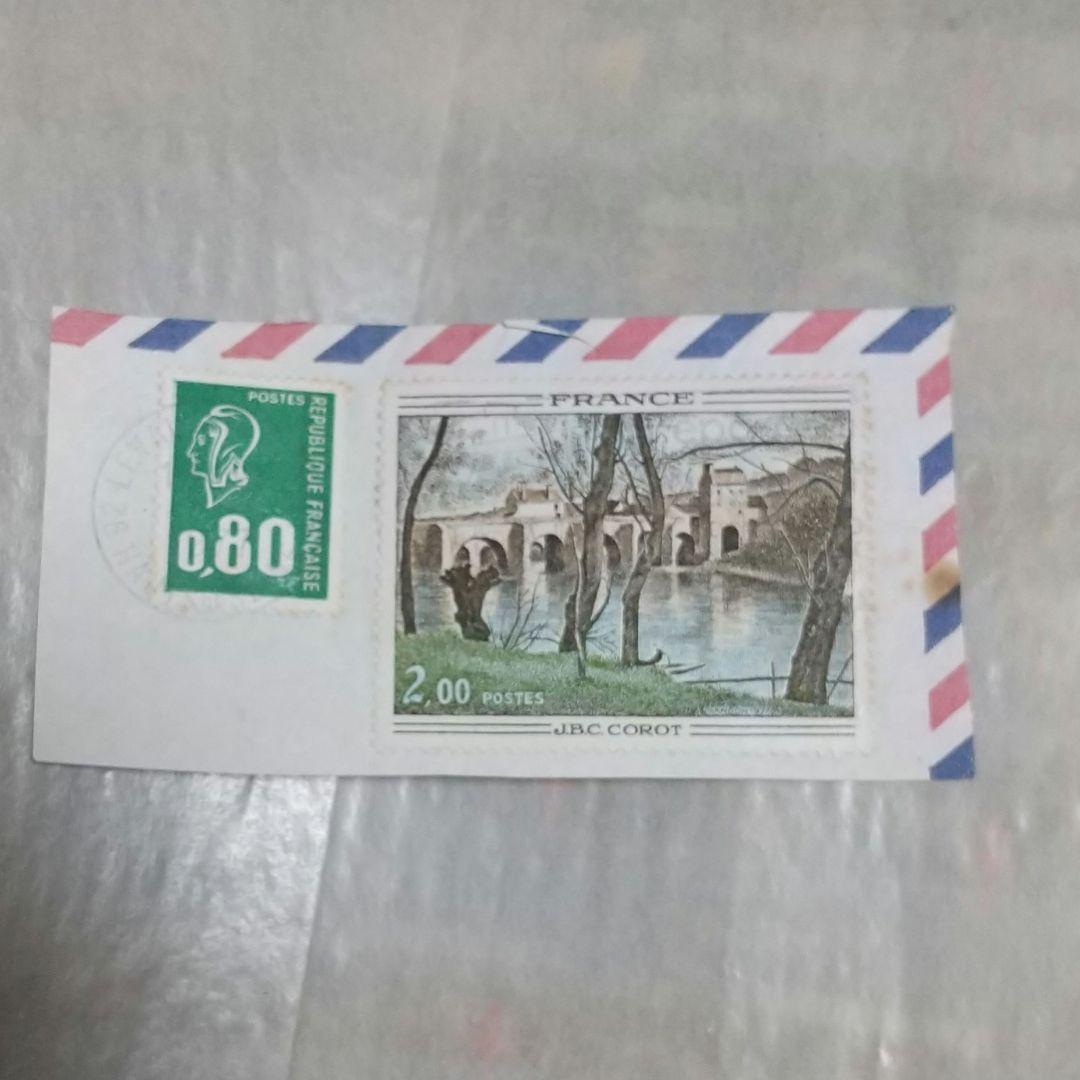 POSTES
REPUBLIQUE FRANÇAISE
0,80
FRANCE
2,00 POSTES
J.B.C. COROT